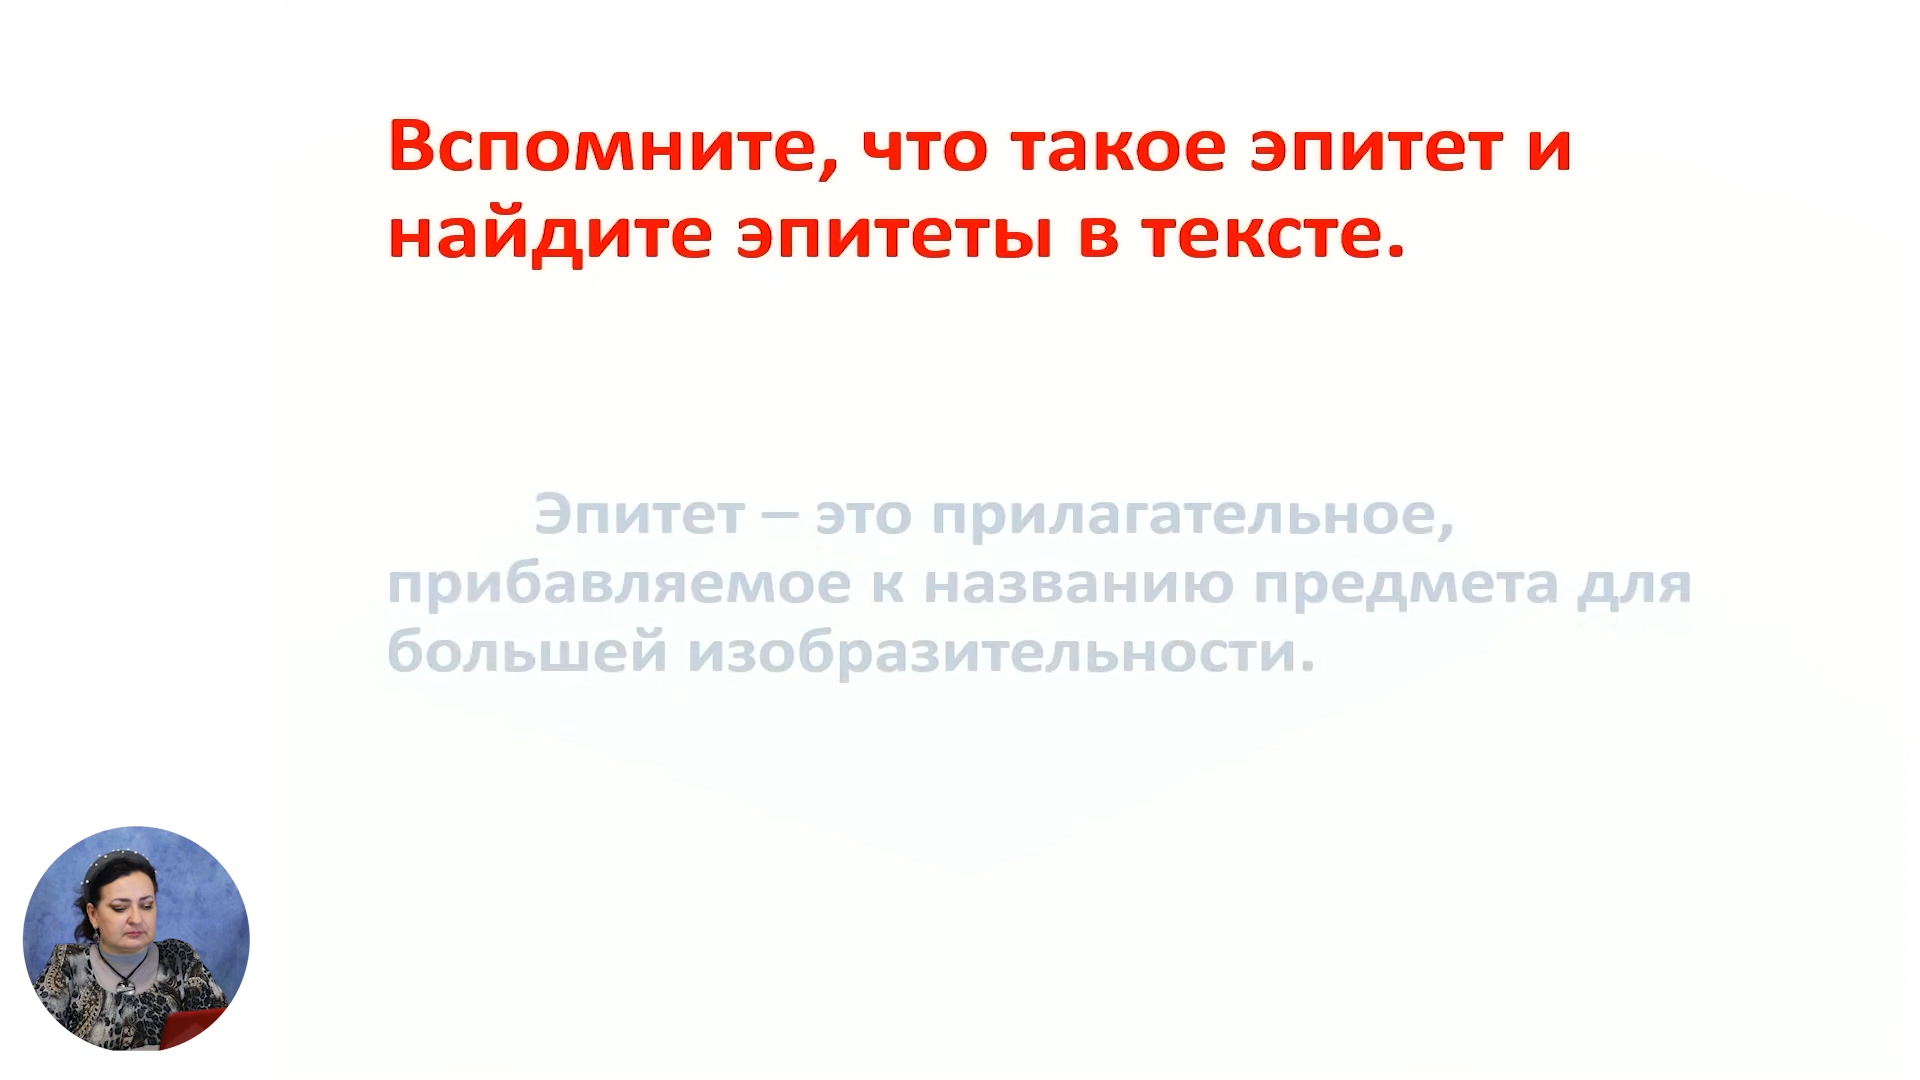 Вспомните, что такое эпитет и
найдите эпитеты в тексте.
Эпитет – это прилагательное,
прибавляемое к названию предмета для
большей изобразительности.